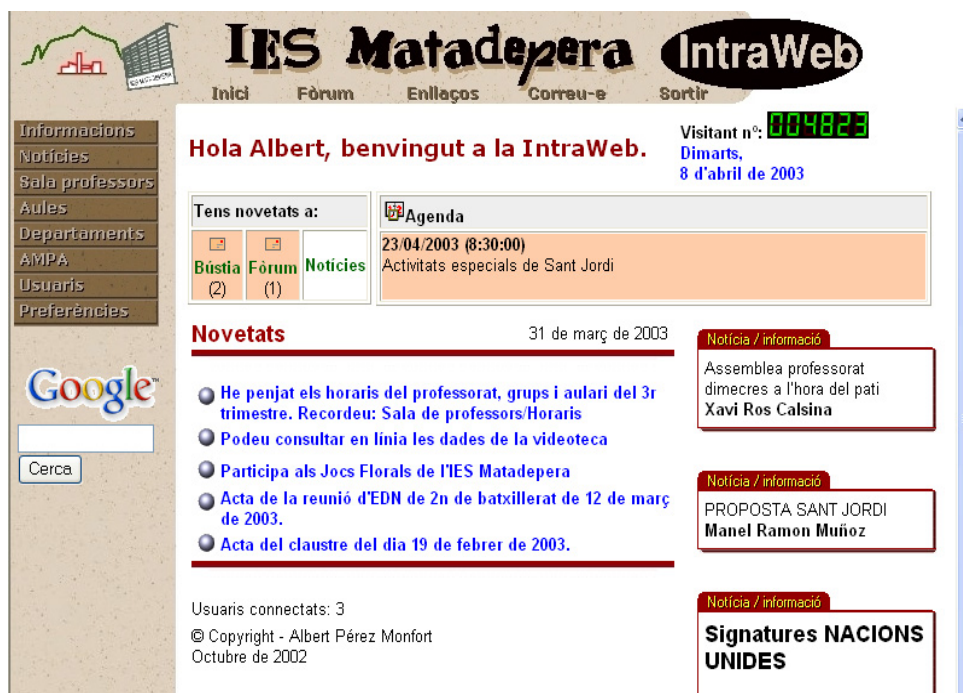 IES Matadepera
IntraWeb
Inici Fòrum Enllaços Correu-e Sortir
Informacions
Notícies
Sala professors
Aules
Departaments
AMPA
Usuaris
Preferències
Google
Cerca
Hola Albert, benvingut a la IntraWeb.
Visitant nº: 004823
Dimarts,
8 d'abril de 2003
Tens novetats a:
Bústia Fòrum Notícies
(2) (1)
Agenda
23/04/2003 (8:30:00)
Activitats especials de Sant Jordi
Novetats 31 de març de 2003
He penjat els horaris del professorat, grups i aulari del 3r
trimestre. Recordeu: Sala de professors/Horaris
Podeu consultar en línia les dades de la videoteca
Participa als Jocs Florals de l'IES Matadepera
Acta de la reunió d'EDN de 2n de batxillerat de 12 de març
de 2003.
Acta del claustre del dia 19 de febrer de 2003.
Usuaris connectats: 3
© Copyright - Albert Pérez Monfort
Octubre de 2002
Notícia / informació
Assemblea professorat
dimecres a l'hora del pati
Xavi Ros Calsina
Notícia / informació
PROPOSTA SANT JORDI
Manel Ramon Muñoz
Notícia / informació
Signatures NACIONS
UNIDES